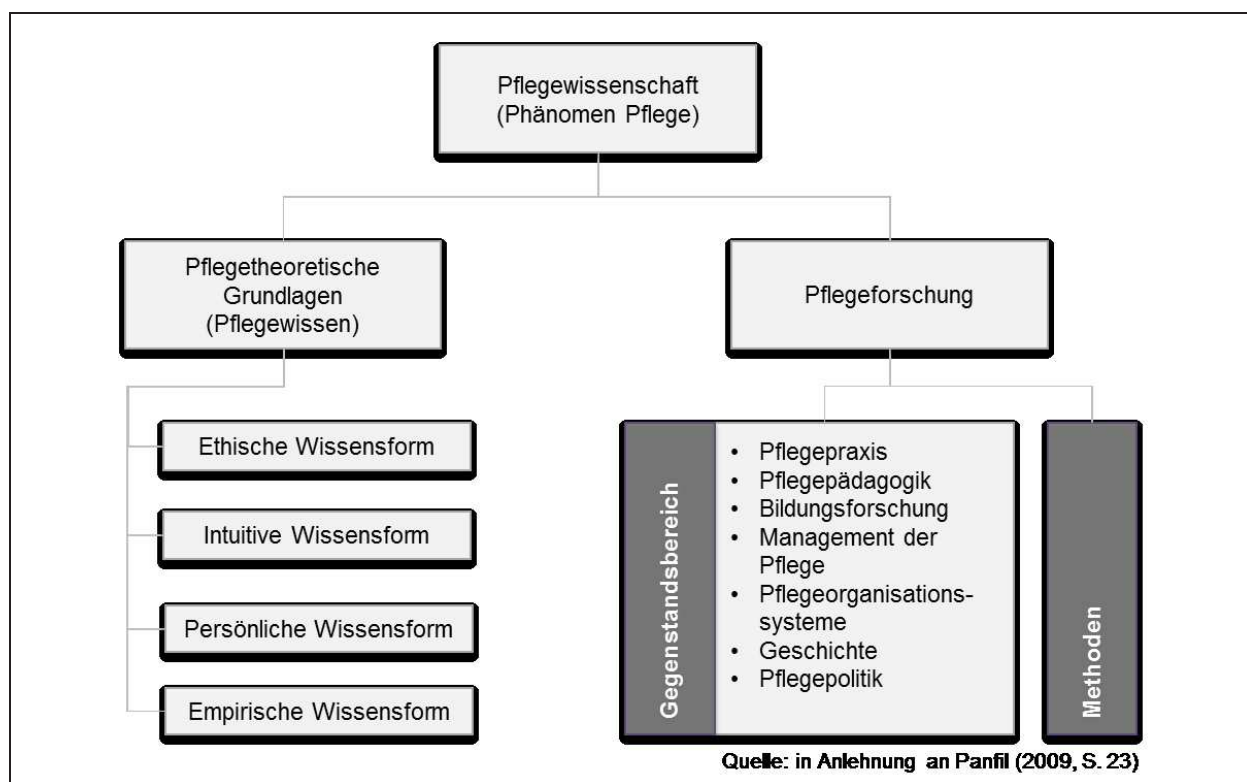 Pflegewissenschaft
(Phänomen Pflege)
Pflegetheoretische
Grundlagen
(Pflegewissen)
Pflegeforschung
Ethische Wissensform
Intuitive Wissensform
Persönliche Wissensform
Empirische Wissensform
Gegenstandsbereich
• Pflegepraxis
• Pflegepädagogik
• Bildungsforschung
• Management der
Pflege
• Pflegeorganisations-
systeme
• Geschichte
• Pflegepolitik
Methoden
Quelle: in Anlehnung an Panfil (2009, S. 23)